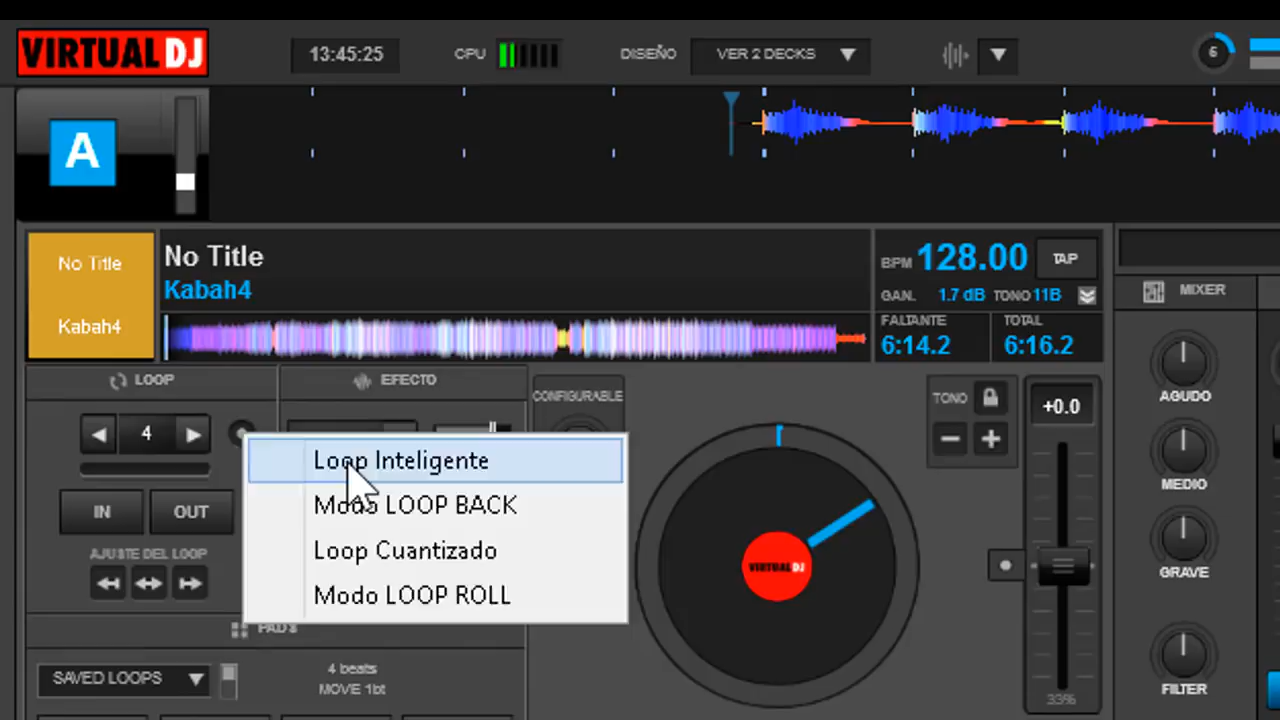 VIRTUAL DJ
13:45:25
CPU
DISEÑO
VER 2 DECKS
6
A
No Title
Kabah4
No Title
Kabah4
BPM 128.00
TAP
GAN. 1.7 dB TONO 11B
FALTANTE
6:14.2
TOTAL
6:16.2
MIXER
LOOP
EFECTO
CONFIGURABLE
4
IN
OUT
AJUSTE DEL LOOP
Loop Inteligente
Modo LOOP BACK
Loop Cuantizado
Modo LOOP ROLL
PADS
SAVED LOOPS
4 beats
MOVE 1bt
VIRTUAL DJ
TONO
+0.0
33%
AGUDO
MEDIO
GRAVE
FILTER